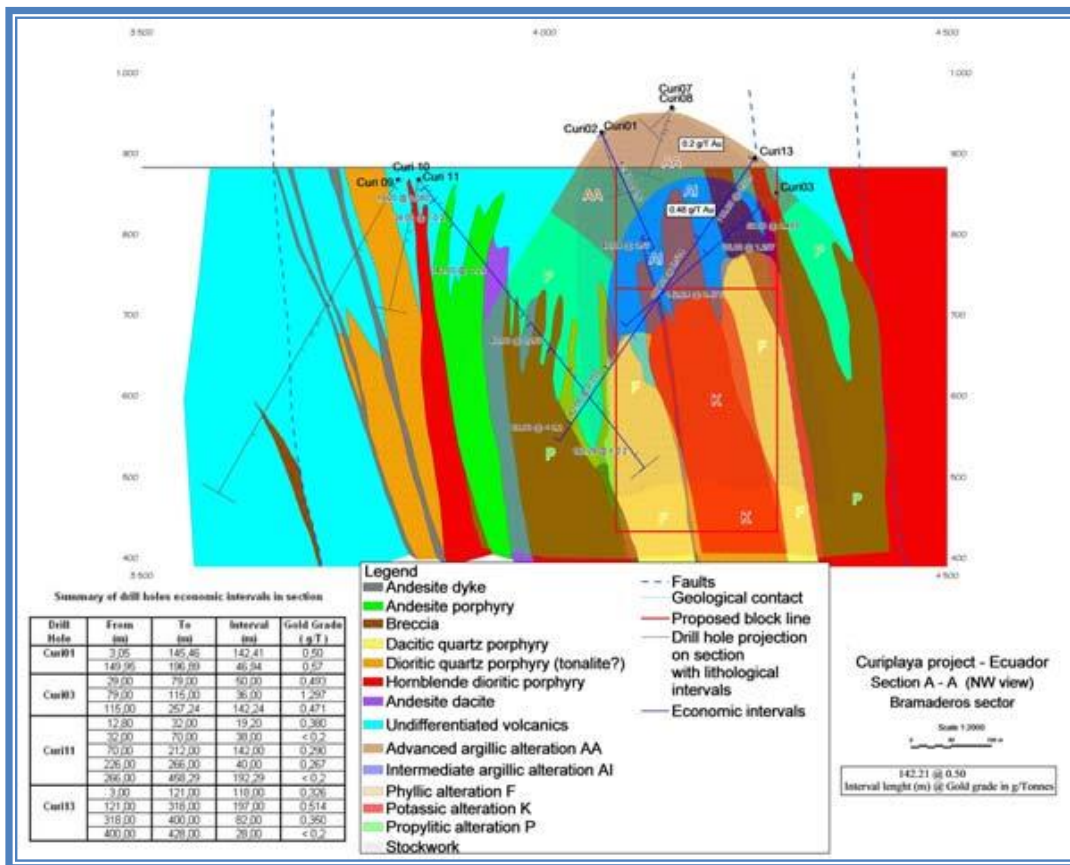 3 500 4 000 4 500
1 000 1 000
900 900
800 800
700 700
600 600
500 500
400 400
3 500 4 500
Curi07
Curi08
Curi02 Curi01
0.2 g/T Au
Curi13
Curi 10
Curi 09 Curi 11
Curi03
AA
AA
AI
0.48 g/T Au
AI
P
P
F
F
K
P
P
F
K
F
Summary of drill holes economic intervals in section
Drill Hole From (m) To (m) Interval (m) Gold Grade (g/T)
Curi01 3,05 145,46 142,41 0,50
149,95 196,89 46,94 0,57
Curi03 29,00 79,00 50,00 0,493
79,00 115,00 36,00 1,297
115,00 257,24 142,24 0,471
Curi11 12,80 32,00 19,20 0,380
32,00 70,00 38,00 < 0,2
70,00 212,00 142,00 0,290
226,00 266,00 40,00 0,267
266,00 458,29 192,29 < 0,2
Curi13 3,00 121,00 118,00 0,326
121,00 318,00 197,00 0,514
318,00 400,00 82,00 0,350
400,00 428,00 28,00 < 0,2
Legend
Andesite dyke
Andesite porphyry
Breccia
Dacitic quartz porphyry
Dioritic quartz porphyry (tonalite?)
Hornblende dioritic porphyry
Andesite dacite
Undifferentiated volcanics
Advanced argillic alteration AA
Intermediate argillic alteration AI
Phyllic alteration F
Potassic alteration K
Propylitic alteration P
Stockwork
Faults
Geological contact
Proposed block line
Drill hole projection
on section
with lithological
intervals
Economic intervals
Curiplaya project - Ecuador
Section A - A (NW view)
Bramaderos sector
Scale 1:2000
142.21 @ 0.50
Interval lenght (m) @ Gold grade in g/Tonnes